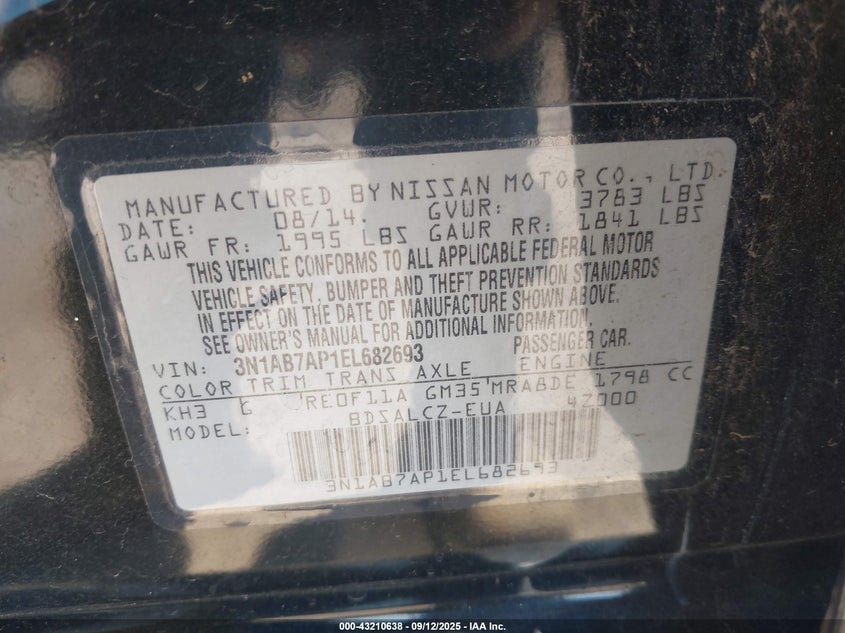 MANUFACTURED BY NISSAN MOTOR CO., LTD.
DATE: 08/14. GVWR: 3783 LBS
GAWR FR: 1995 LBS GAWR RR: 1841 LBS
THIS VEHICLE CONFORMS TO ALL APPLICABLE FEDERAL MOTOR
VEHICLE SAFETY, BUMPER AND THEFT PREVENTION STANDARDS
IN EFFECT ON THE DATE OF MANUFACTURE SHOWN ABOVE.
SEE OWNER'S MANUAL FOR ADDITIONAL INFORMATION.
VIN: 3N1AB7AP1EL682693 PASSENGER CAR.
COLOR TRIM TRANS AXLE ENGINE
KH3 G RE0F11A GM35 MRA8DE 1798 CC
MODEL: BDSALCZ-EUA 4Z000
3N1AB7AP1EL682693
000-43210638 - 09/12/2025 - IAA Inc.